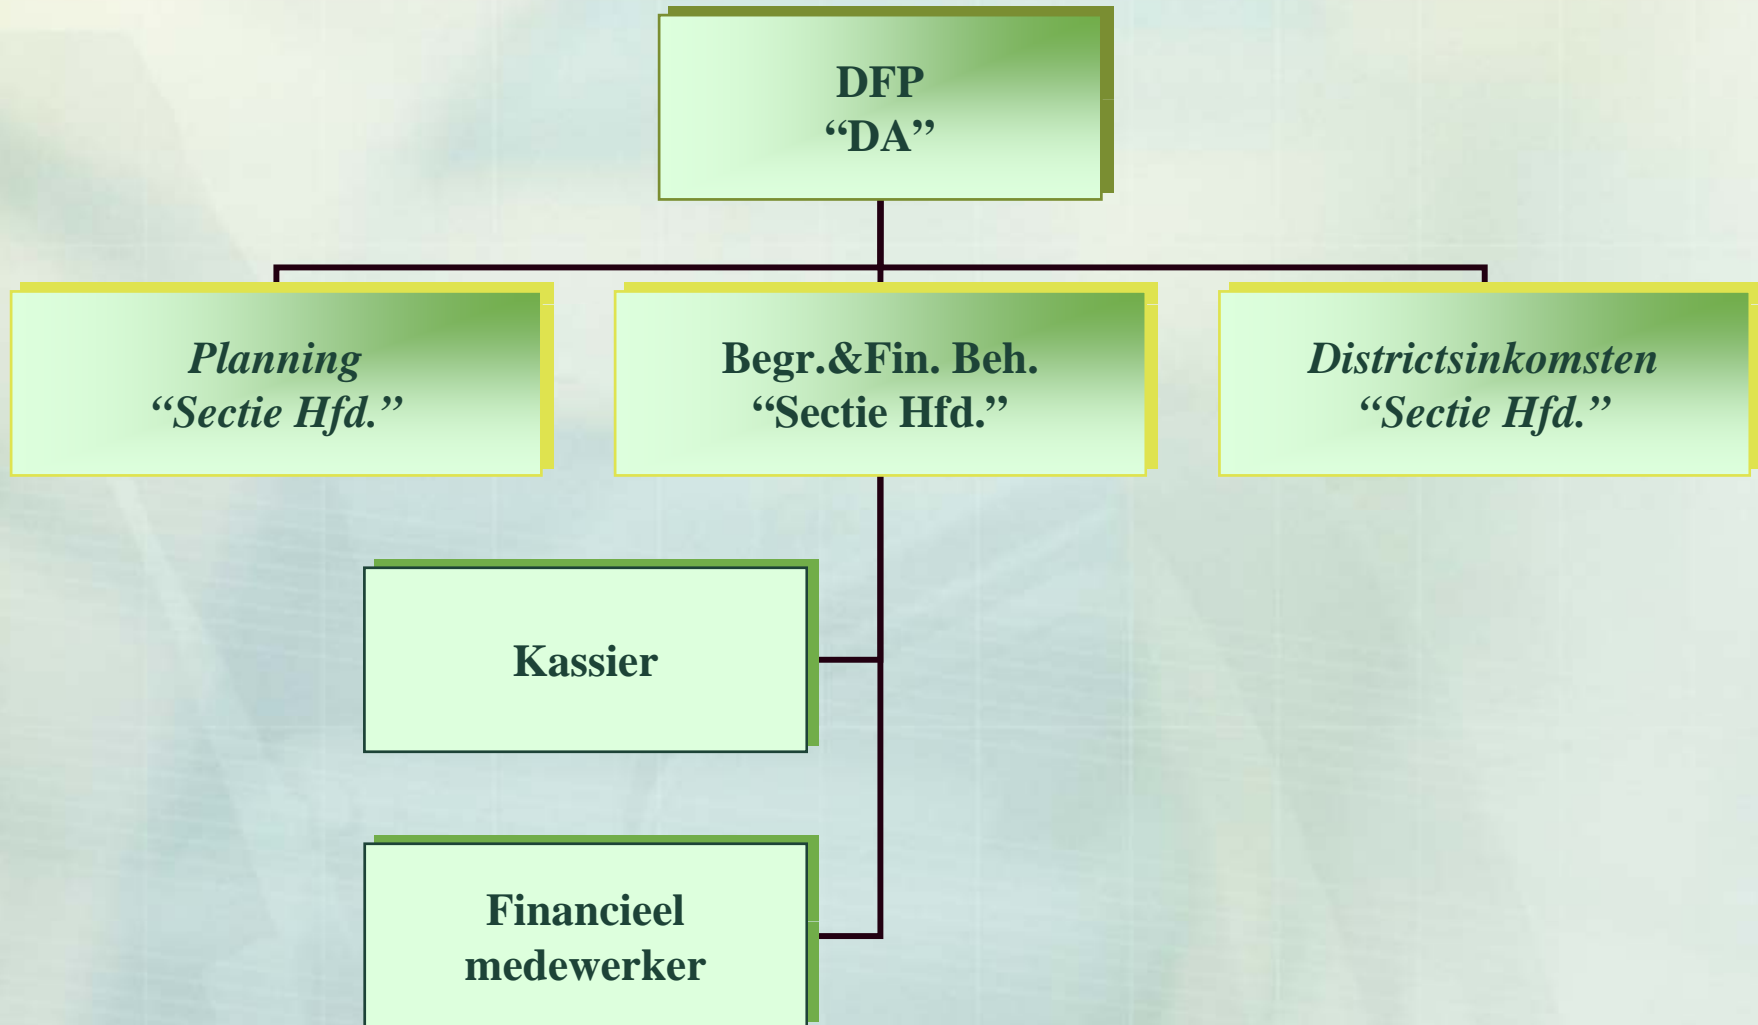 DFP
“DA”
Planning
“Sectie Hfd.”
Begr.&Fin. Beh.
“Sectie Hfd.”
Districtsinkomsten
“Sectie Hfd.”
Kassier
Financieel
medewerker